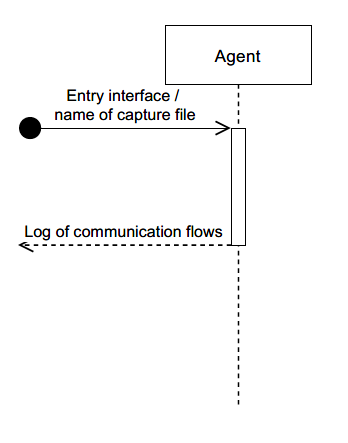 Agent
Entry interface /
name of capture file
Log of communication flows